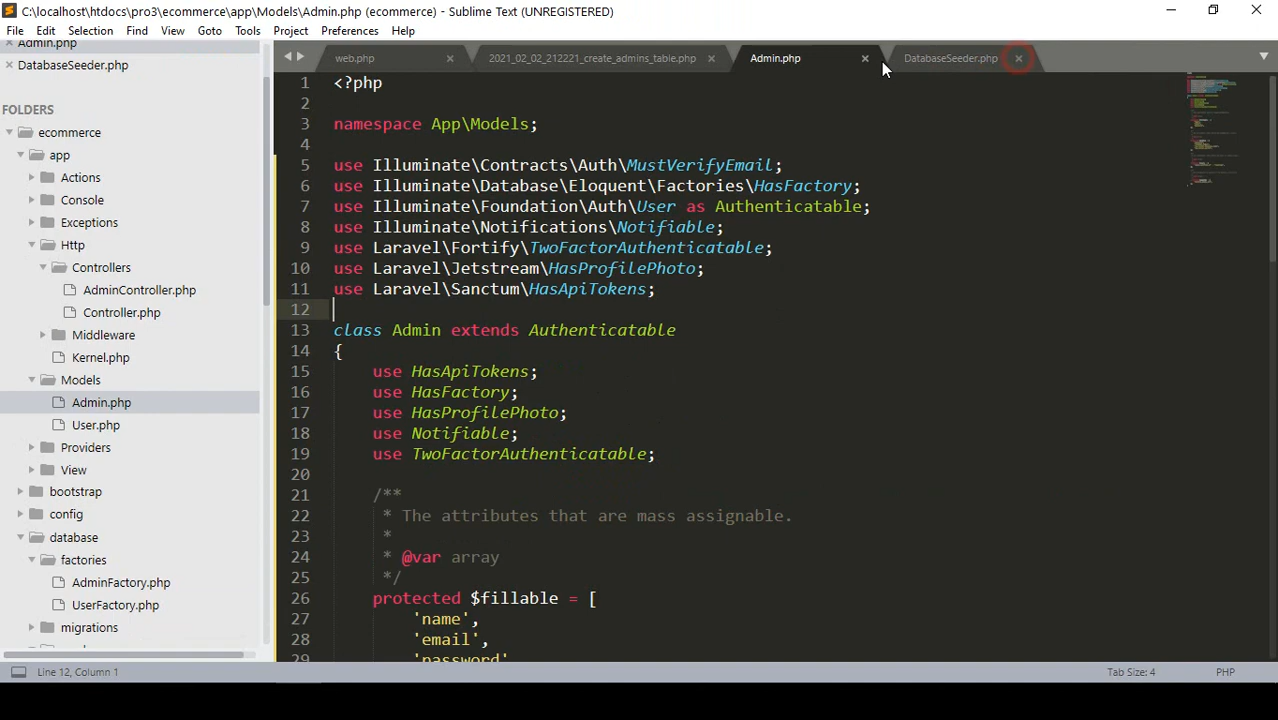 C:\localhost\htdocs\pro3\ecommerce\app\Models\Admin.php (ecommerce) - Sublime Text (UNREGISTERED)
File Edit Selection Find View Goto Tools Project Preferences Help
Admin.php
DatabaseSeeder.php
FOLDERS
ecommerce
app
Actions
Console
Exceptions
Http
Controllers
AdminController.php
Controller.php
Middleware
Kernel.php
Models
Admin.php
User.php
Providers
View
bootstrap
config
database
factories
AdminFactory.php
UserFactory.php
migrations
web.php 2021_02_02_212221_create_admins_table.php Admin.php DatabaseSeeder.php
1 <?php
2
3 namespace App\Models;
4
5 use Illuminate\Contracts\Auth\MustVerifyEmail;
6 use Illuminate\Database\Eloquent\Factories\HasFactory;
7 use Illuminate\Foundation\Auth\User as Authenticatable;
8 use Illuminate\Notifications\Notifiable;
9 use Laravel\Fortify\TwoFactorAuthenticatable;
10 use Laravel\Jetstream\HasProfilePhoto;
11 use Laravel\Sanctum\HasApiTokens;
12
13 class Admin extends Authenticatable
14 {
15 use HasApiTokens;
16 use HasFactory;
17 use HasProfilePhoto;
18 use Notifiable;
19 use TwoFactorAuthenticatable;
20
21 /**
22 * The attributes that are mass assignable.
23 *
24 * @var array
25 */
26 protected $fillable = [
27 'name',
28 'email',
29 'password'
Line 12, Column 1 Tab Size: 4 PHP